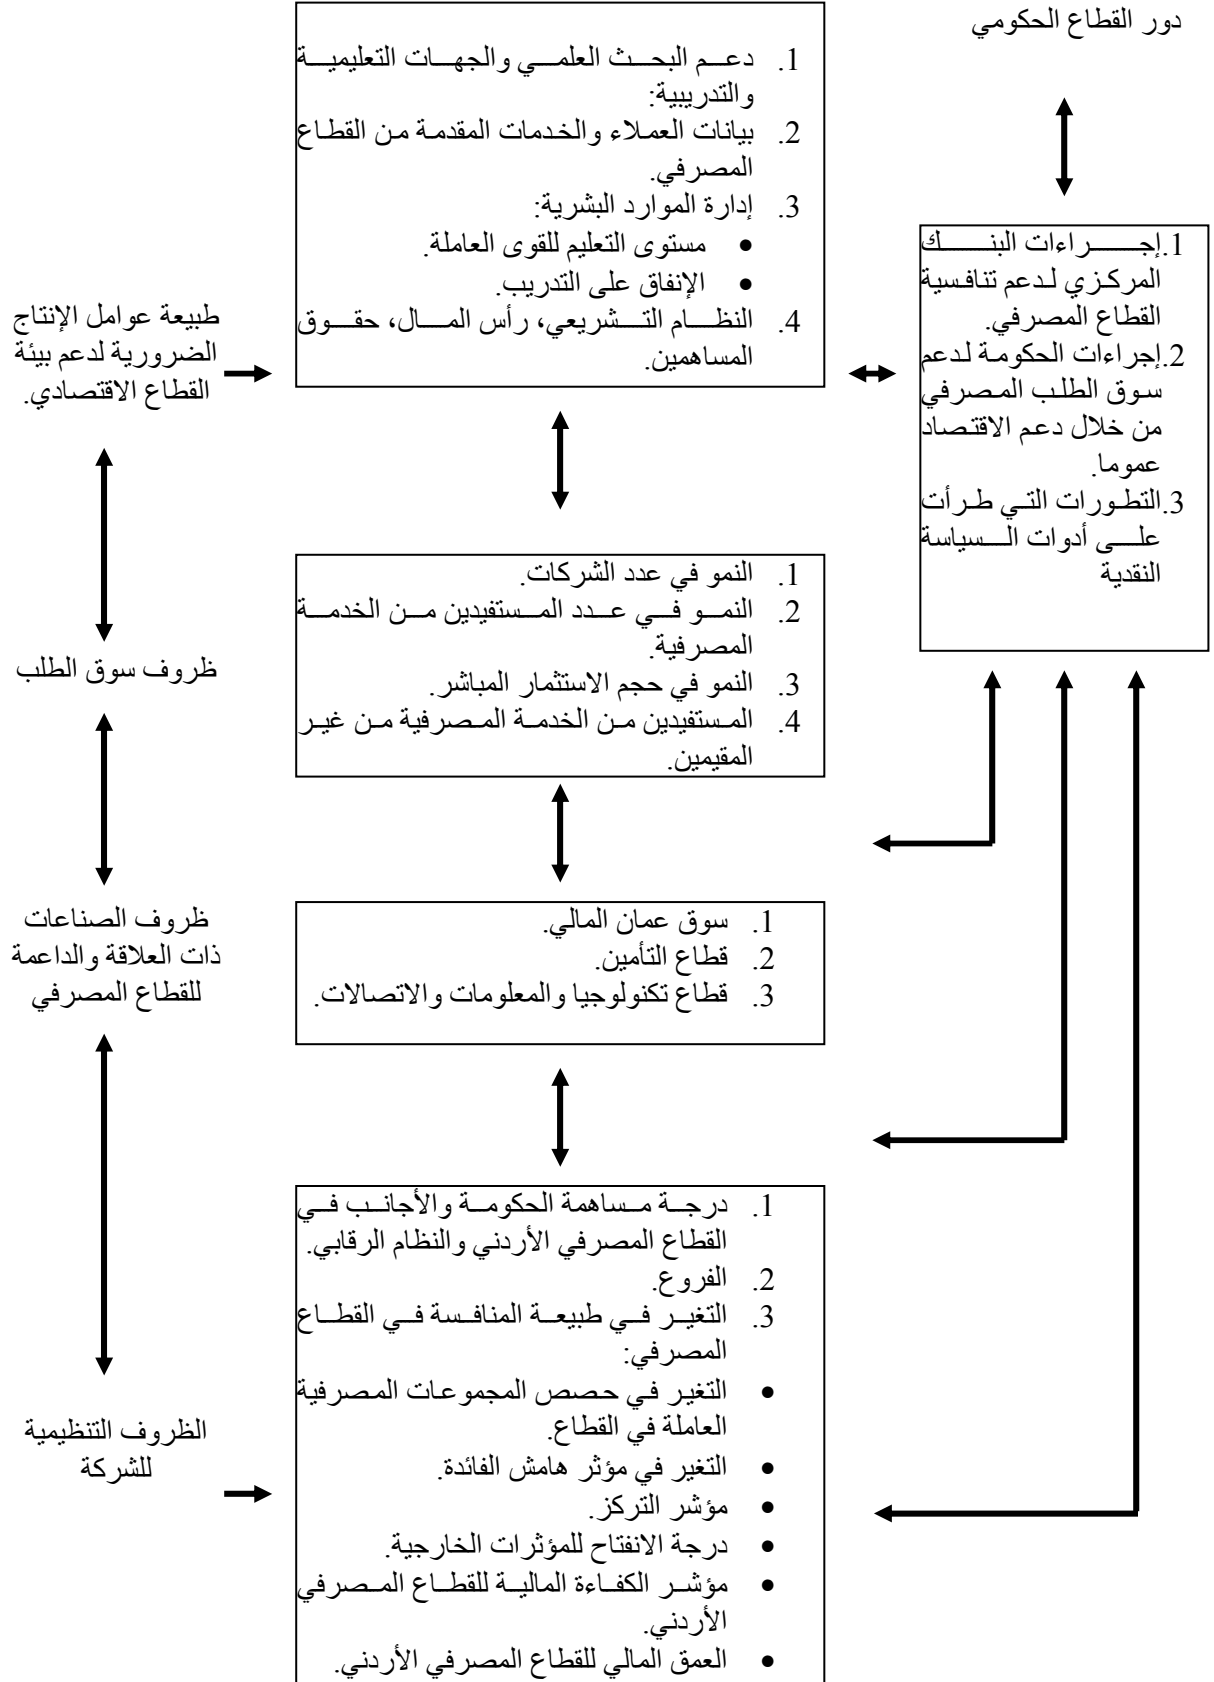 دور القطاع الحكومي
1. دعم البحث العلمي والجهات التعليمية
والتدريبية:
2. بيانات العملاء والخدمات المقدمة من القطاع
المصرفي.
3. إدارة الموارد البشرية:
• مستوى التعليم للقوى العاملة.
• الإنفاق على التدريب.
4. النظام التشريعي، رأس المال، حقوق
المساهمين.
1.إجراءات البنك
المركزي لدعم تنافسية
القطاع المصرفي.
2.إجراءات الحكومة لدعم
سوق الطلب المصرفي
من خلال دعم الاقتصاد
عموما.
3.التطورات التي طرأت
على أدوات السياسة
النقدية
طبيعة عوامل الإنتاج
الضرورية لدعم بيئة
القطاع الاقتصادي.
1. النمو في عدد الشركات.
2. النمو في عدد المستفيدين من الخدمة
المصرفية.
3. النمو في حجم الاستثمار المباشر.
4. المستفيدين من الخدمة المصرفية من غير
المقيمين.
ظروف سوق الطلب
1. سوق عمان المالي.
2. قطاع التأمين.
3. قطاع تكنولوجيا والمعلومات والاتصالات.
ظروف الصناعات
ذات العلاقة والداعمة
للقطاع المصرفي
1. درجة مساهمة الحكومة والأجانب في
القطاع المصرفي الأردني والنظام الرقابي.
2. الفروع.
3. التغير في طبيعة المنافسة في القطاع
المصرفي:
• التغير في حصص المجموعات المصرفية
العاملة في القطاع.
• التغير في مؤثر هامش الفائدة.
• مؤشر التركز.
• درجة الانفتاح للمؤثرات الخارجية.
• مؤشر الكفاءة المالية للقطاع المصرفي
الأردني.
• العمق المالي للقطاع المصرفي الأردني.
الظروف التنظيمية
للشركة